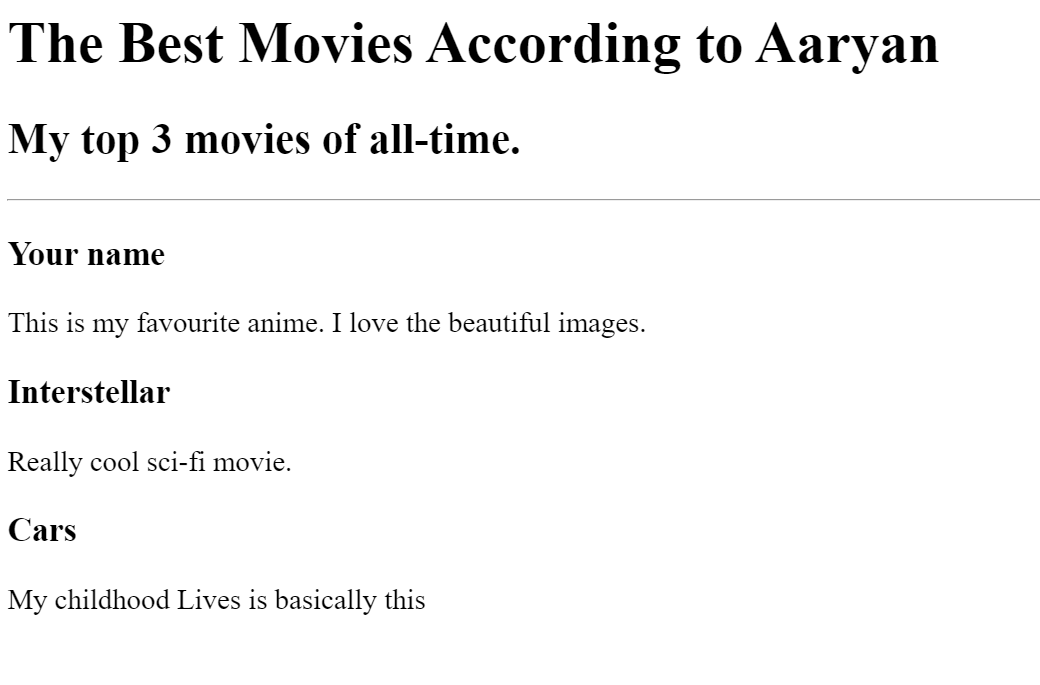 The Best Movies According to Aaryan
My top 3 movies of all-time.
Your name
This is my favourite anime. I love the beautiful images.
Interstellar
Really cool sci-fi movie.
Cars
My childhood Lives is basically this